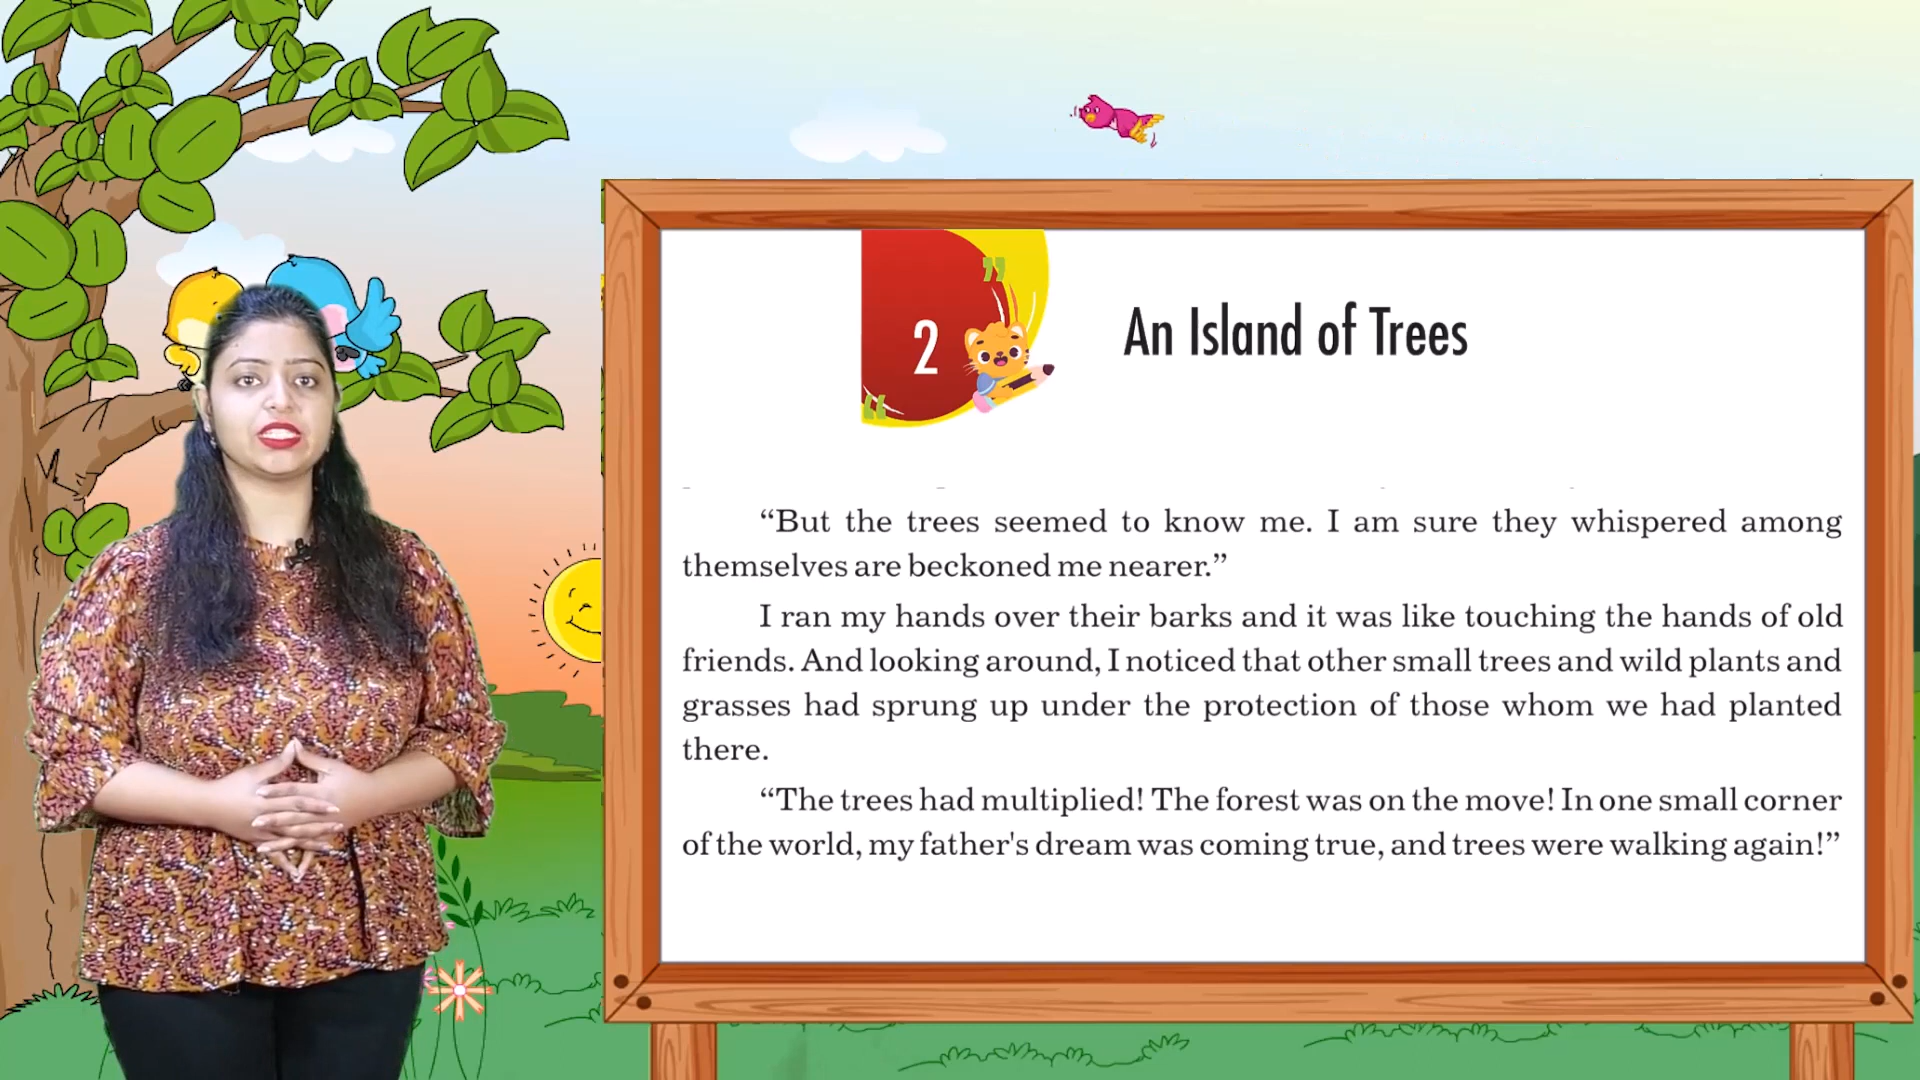 2
An Island of Trees
“But the trees seemed to know me. I am sure they whispered among
themselves are beckoned me nearer.”
I ran my hands over their barks and it was like touching the hands of old
friends. And looking around, I noticed that other small trees and wild plants and
grasses had sprung up under the protection of those whom we had planted
there.
“The trees had multiplied! The forest was on the move! In one small corner
of the world, my father's dream was coming true, and trees were walking again!”